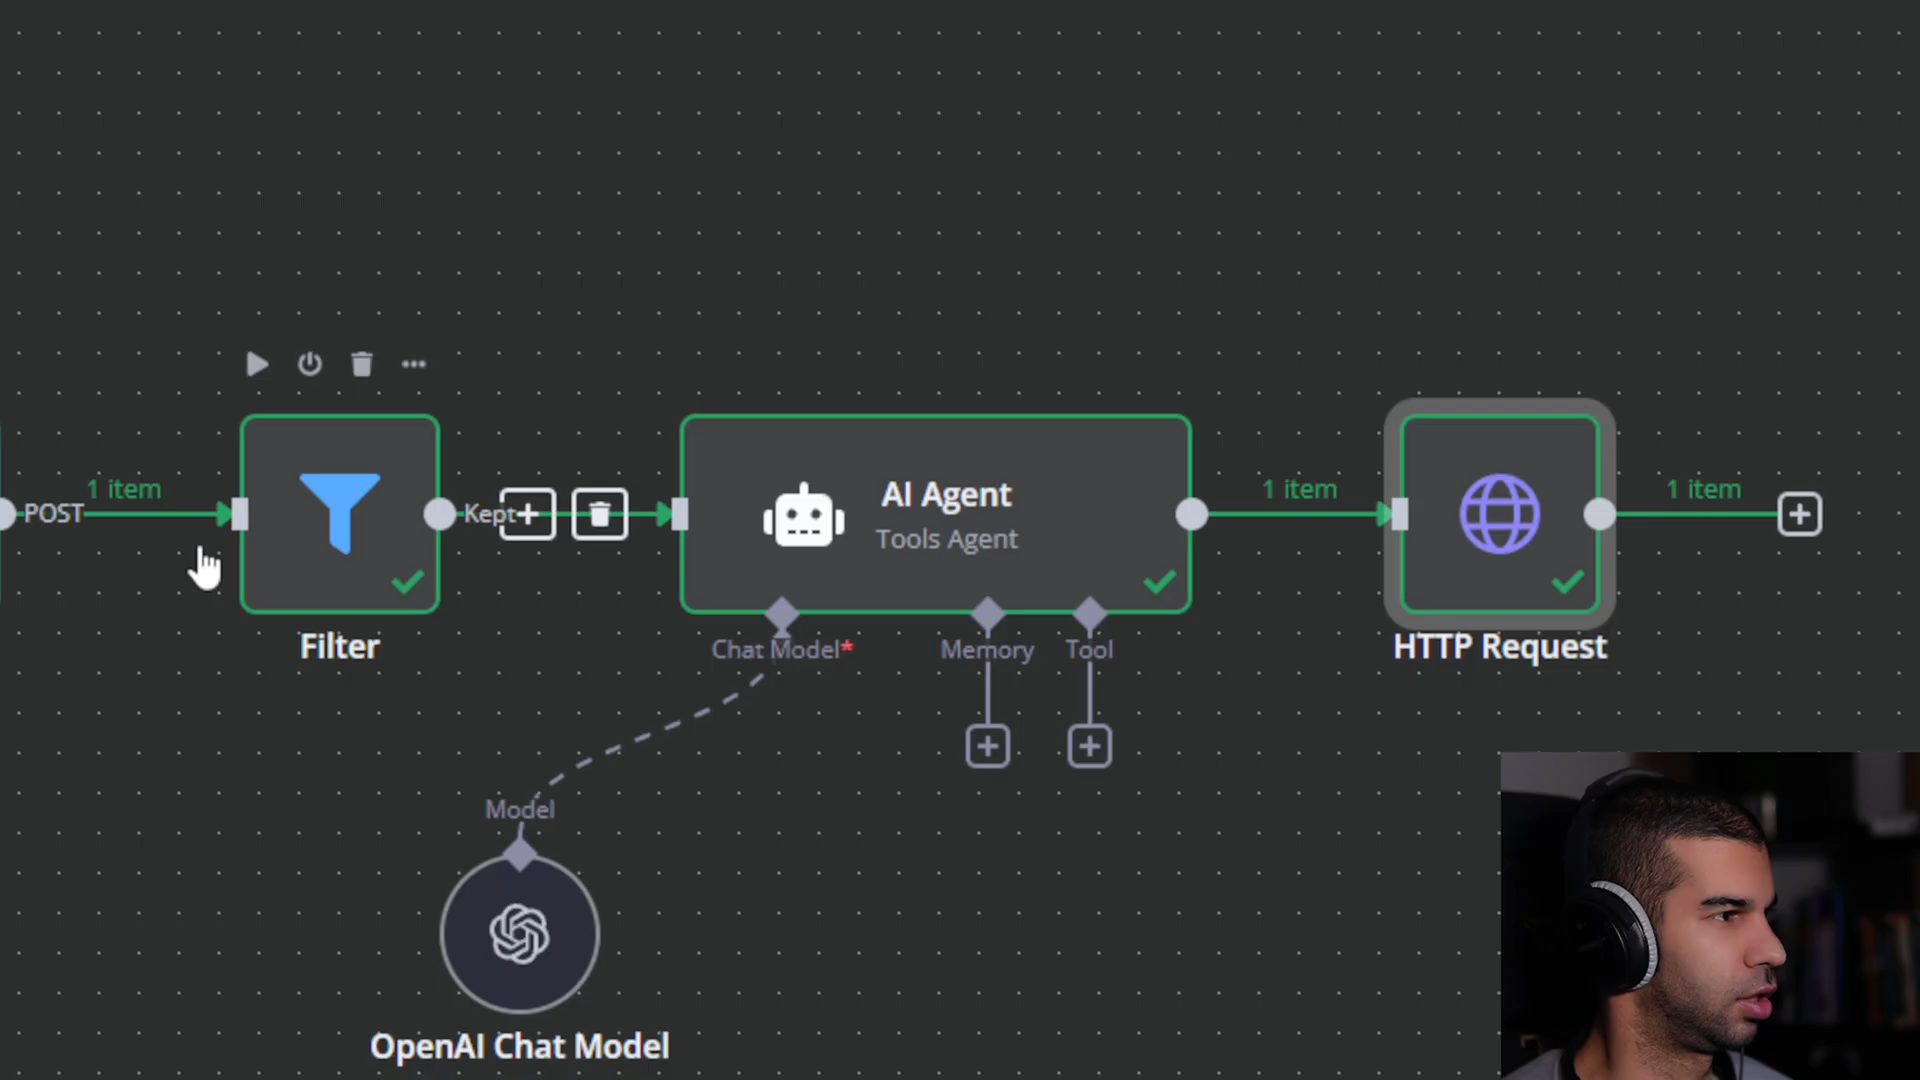 POST
1 item
Kept
AI Agent
Tools Agent
1 item
1 item
Filter
Chat Model*
Memory
Tool
HTTP Request
Model
OpenAI Chat Model